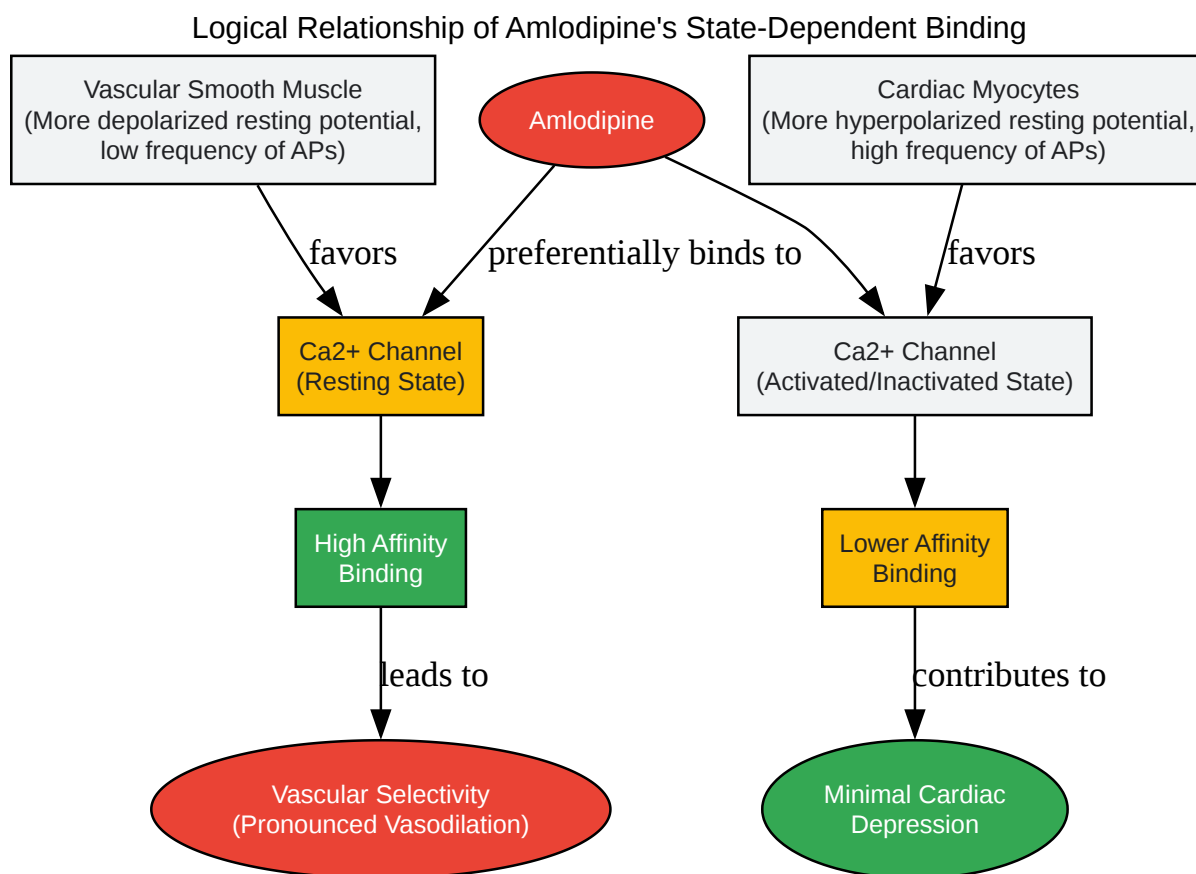 Logical Relationship of Amlodipine's State-Dependent Binding
Vascular Smooth Muscle
(More depolarized resting potential,
low frequency of APs)
Amlodipine
Cardiac Myocytes
(More hyperpolarized resting potential,
high frequency of APs)
favors
preferentially binds to
favors
Ca2+ Channel
(Resting State)
Ca2+ Channel
(Activated/Inactivated State)
High Affinity
Binding
Lower Affinity
Binding
leads to
contributes to
Vascular Selectivity
(Pronounced Vasodilation)
Minimal Cardiac
Depression